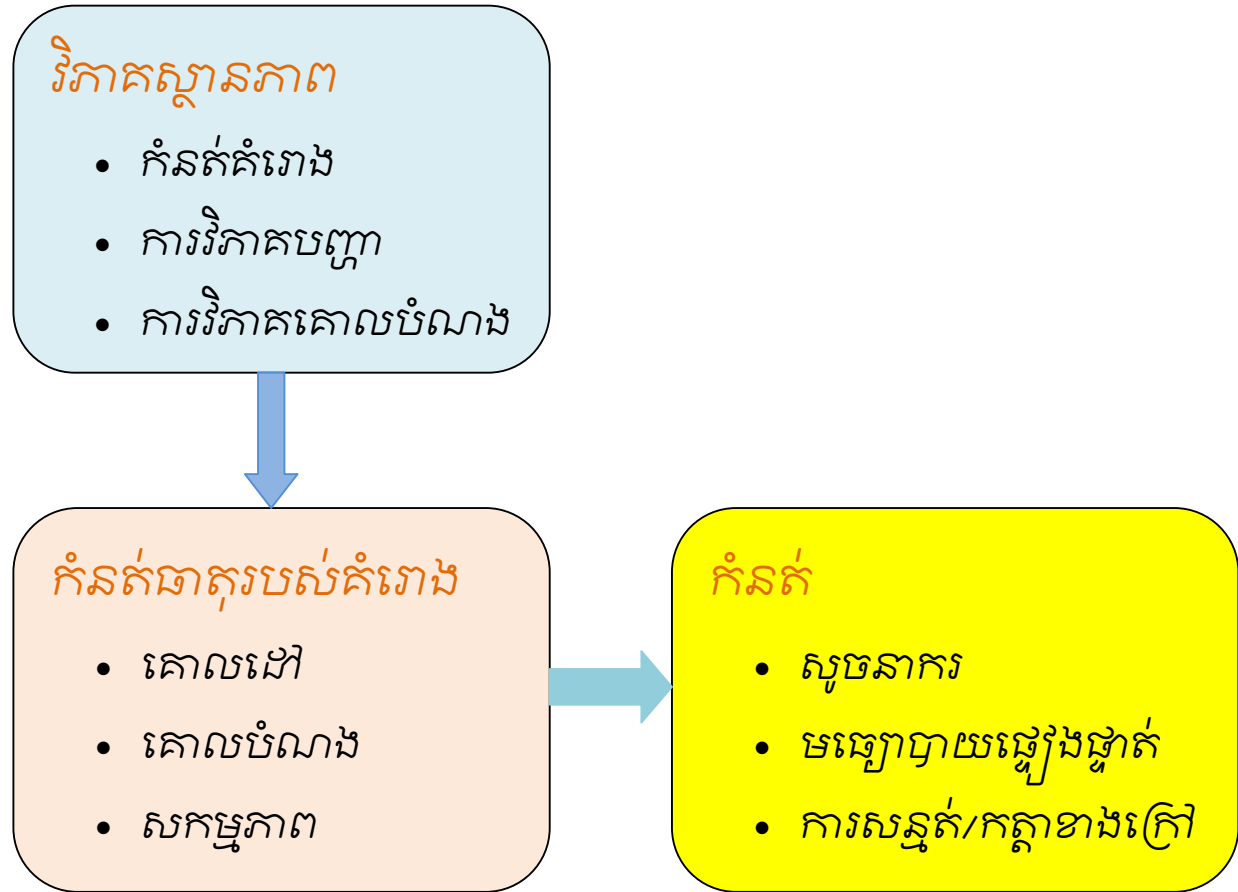 វិភាគស្ថានភាព
• កំនត់គំរោង
• ការវិភាគបញ្ហា
• ការវិភាគគោលបំណង
កំនត់ធាតុរបស់គំរោង
• គោលដៅ
• គោលបំណង
• សកម្មភាព
កំនត់
• សូចនាករ
• មធ្យោបាយផ្ទៀងផ្ទាត់
• ការសន្មត់/កត្តាខាងក្រៅ